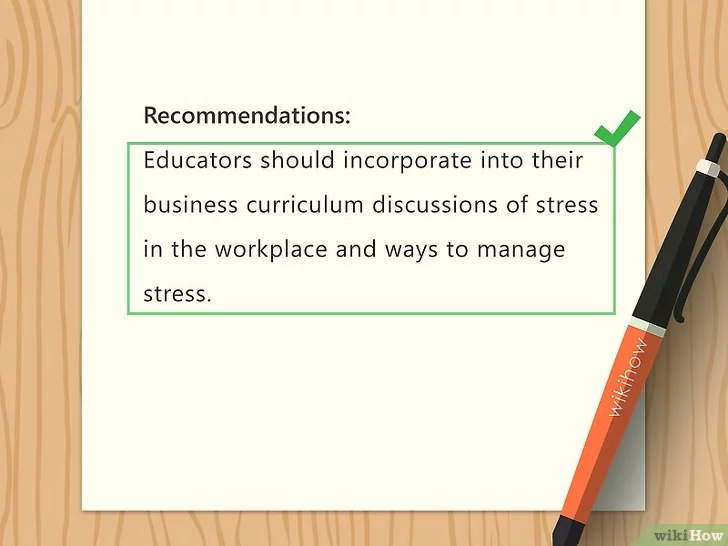 Recommendations:
Educators should incorporate into their
business curriculum discussions of stress
in the workplace and ways to manage
stress.
wikihow
wikiHow